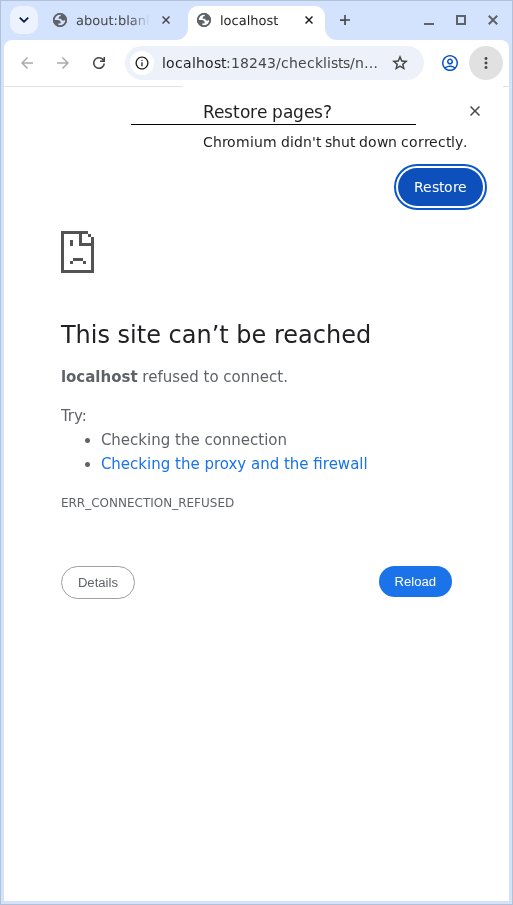 about:blan
localhost
localhost:18243/checklists/n...
Restore pages?
Chromium didn't shut down correctly.
Restore
This site can’t be reached
localhost refused to connect.
Try:
Checking the connection
Checking the proxy and the firewall
ERR_CONNECTION_REFUSED
Details
Reload